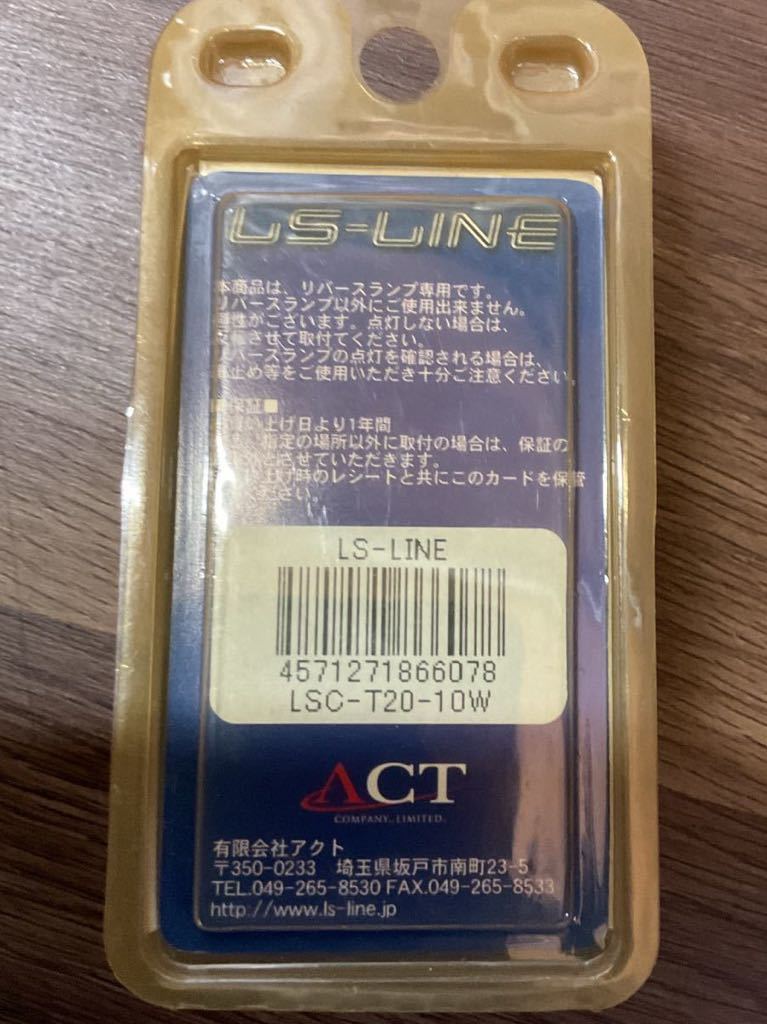 LS-LINE
本商品は、リバースランプ専用です。
リバースランプ以外にご使用出来ません。
極性がございます。点灯しない場合は、
反転させて取付てください。
リバースランプの点灯を確認される場合は、
止め等をご使用いただき十分ご注意ください。
■保証■
お買い上げ日より1年間
指定の場所以外に取付の場合は、保証の
とさせていただきます。
上げ時のレシートと共にこのカードを保管
ください。
LS-LINE
4571271866078
LSC-T20-10W
ACT
COMPANY., LIMITED.
有限会社アクト
〒350-0233 埼玉県坂戸市南町23-5
TEL.049-265-8530 FAX.049-265-8533
http://www.ls-line.jp